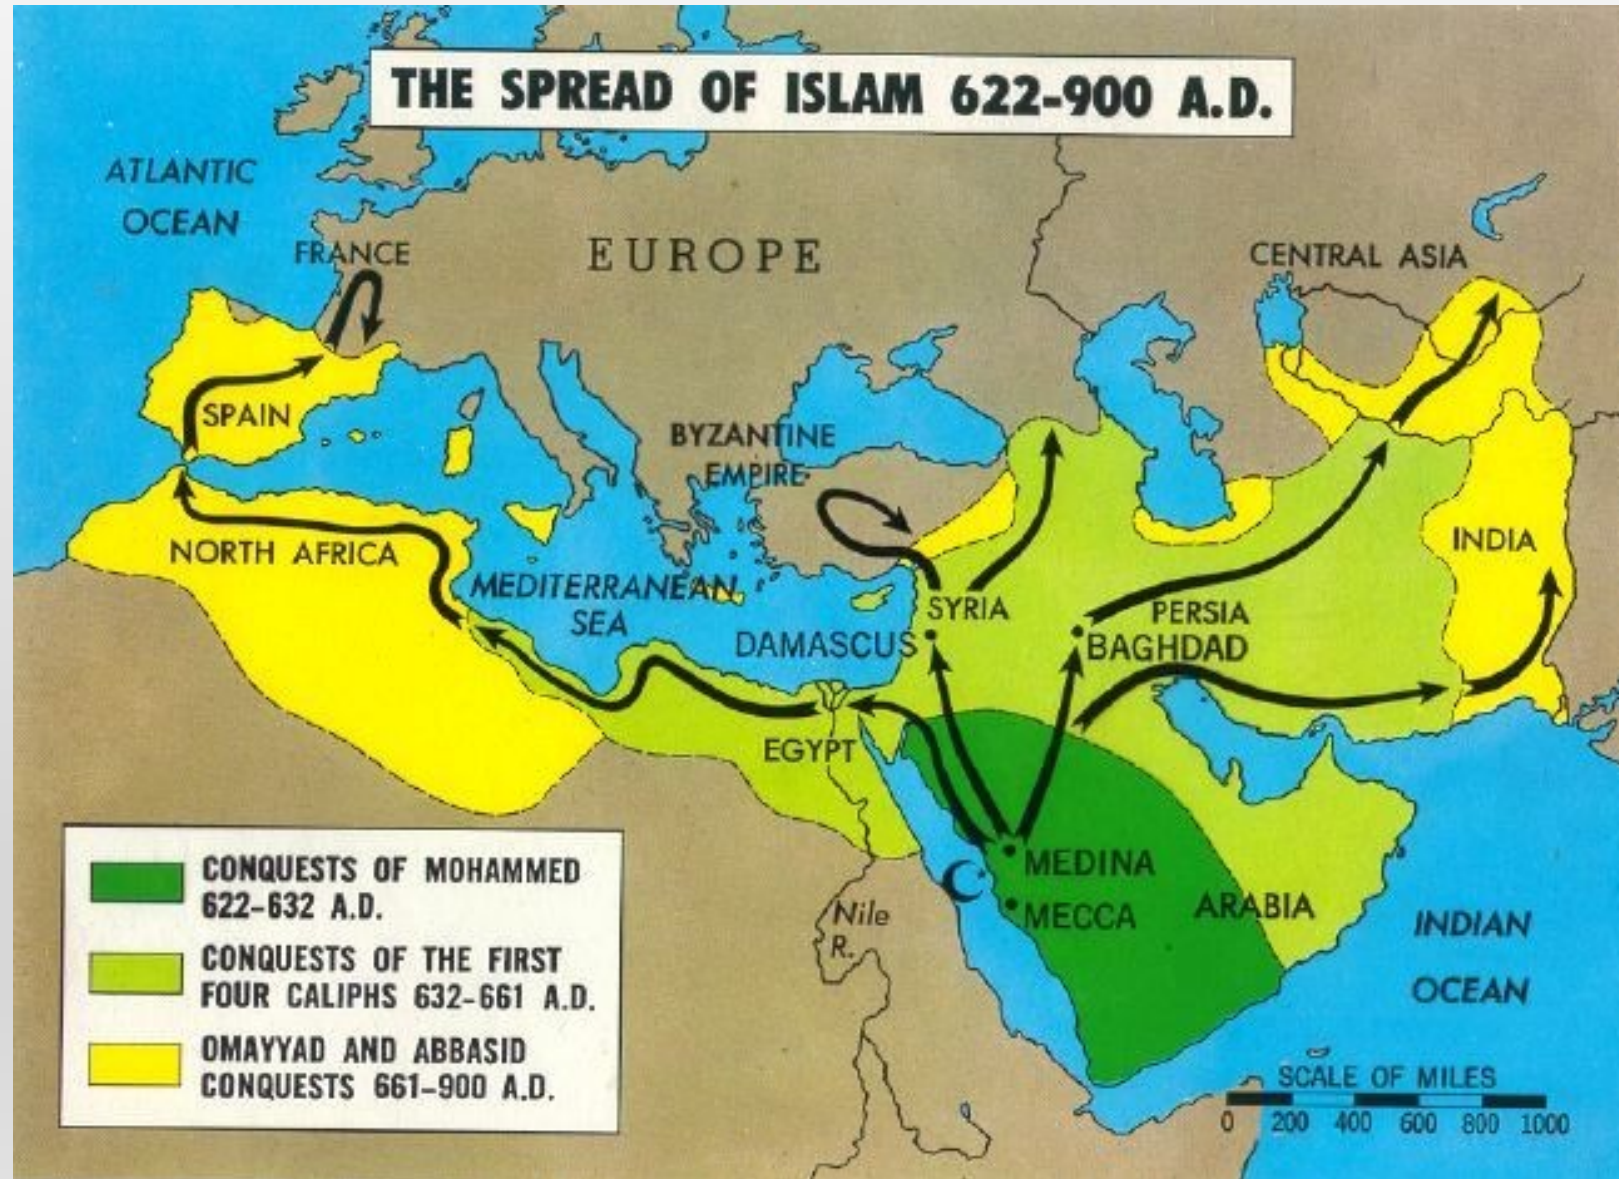 THE SPREAD OF ISLAM 622-900 A.D.
ATLANTIC
OCEAN
FRANCE
EUROPE
CENTRAL ASIA
SPAIN
BYZANTINE
EMPIRE
NORTH AFRICA
INDIA
MEDITERRANEAN
SEA
SYRIA
PERSIA
DAMASCUS
BAGHDAD
EGYPT
MEDINA
MECCA
ARABIA
Nile
R.
INDIAN
OCEAN
CONQUESTS OF MOHAMMED
622-632 A.D.
CONQUESTS OF THE FIRST
FOUR CALIPHS 632-661 A.D.
OMAYYAD AND ABBASID
CONQUESTS 661-900 A.D.
SCALE OF MILES
0 200 400 600 800 1000